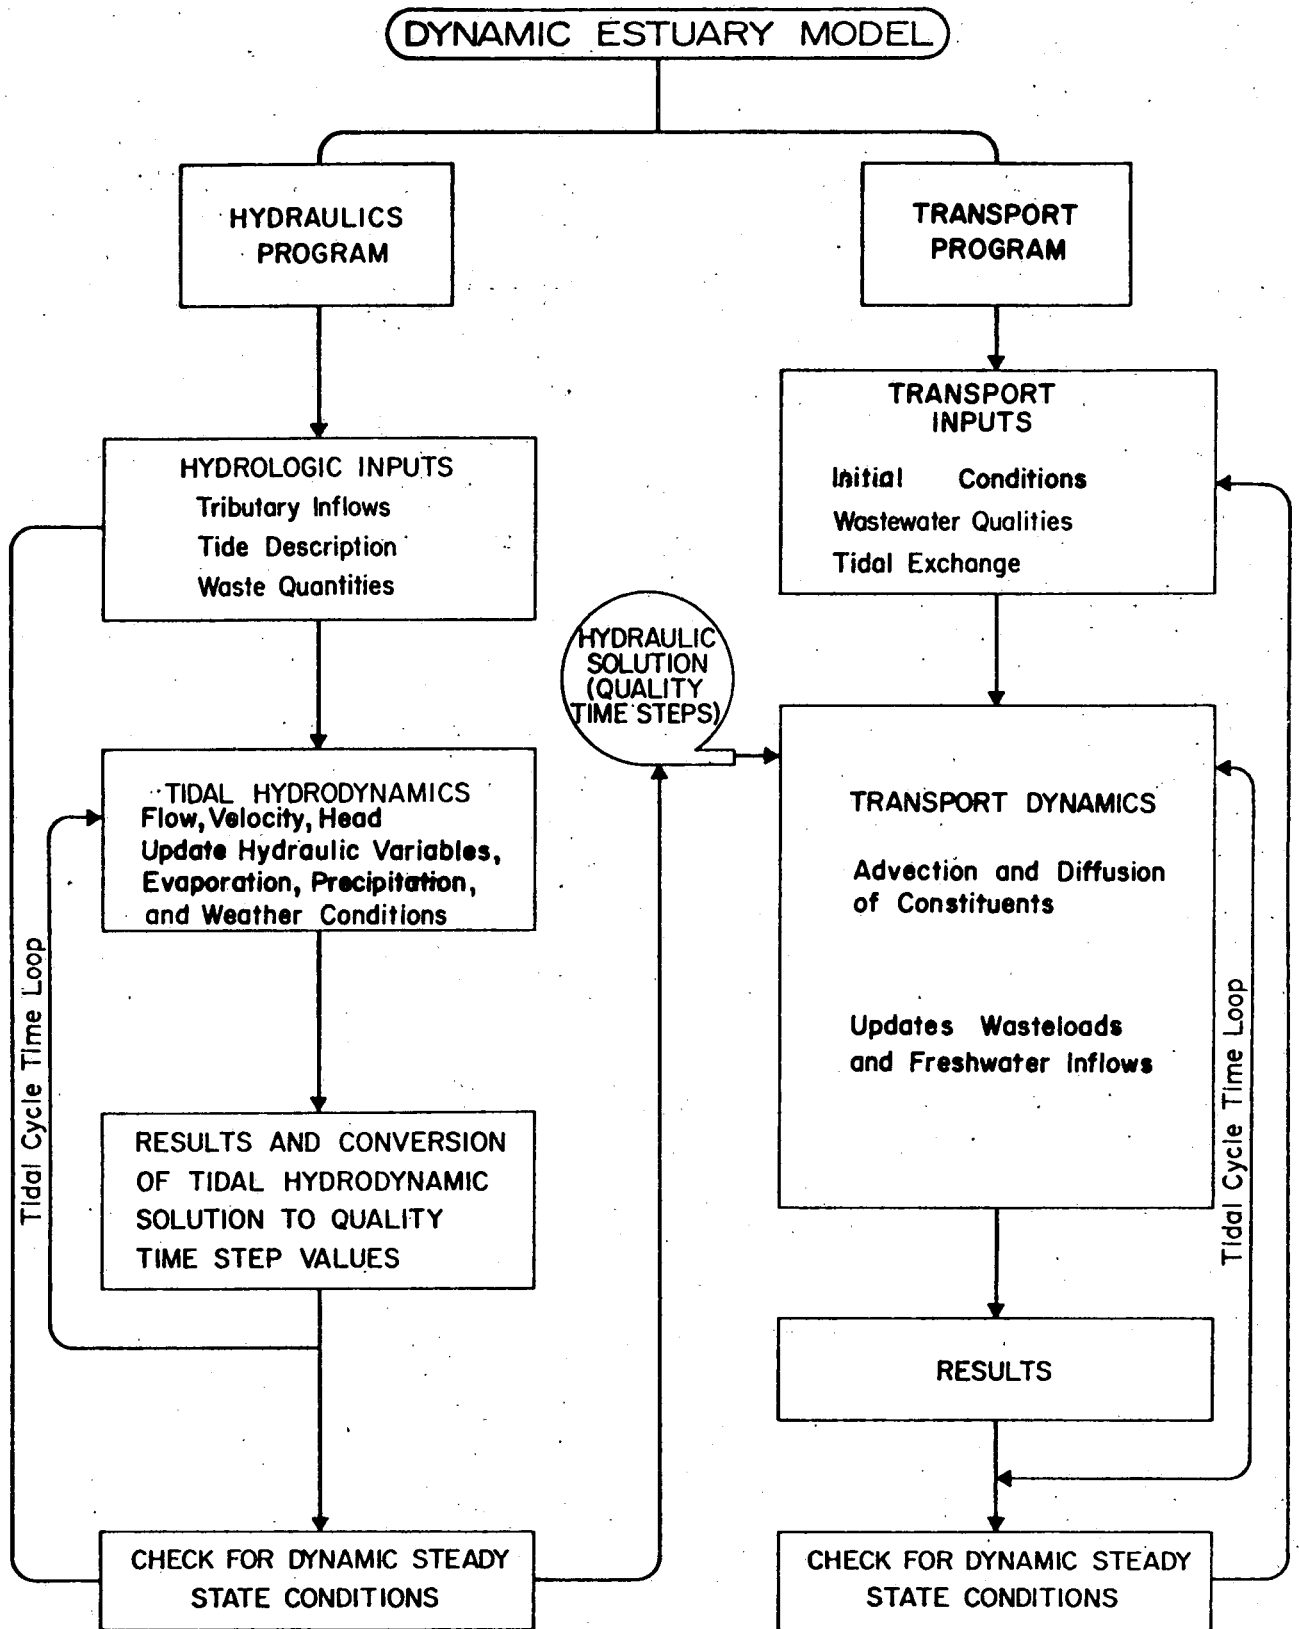 DYNAMIC ESTUARY MODEL
HYDRAULICS
PROGRAM
HYDROLOGIC INPUTS
Tributary Inflows
Tide Description
Waste Quantities
TIDAL HYDRODYNAMICS
Flow, Velocity, Head
Update Hydraulic Variables,
Evaporation, Precipitation,
and Weather Conditions
Tidal Cycle Time Loop
RESULTS AND CONVERSION
OF TIDAL HYDRODYNAMIC
SOLUTION TO QUALITY
TIME STEP VALUES
CHECK FOR DYNAMIC STEADY
STATE CONDITIONS
HYDRAULIC
SOLUTION
(QUALITY
TIME STEPS)
TRANSPORT
PROGRAM
TRANSPORT
INPUTS
Initial Conditions
Wastewater Qualities
Tidal Exchange
TRANSPORT DYNAMICS
Advection and Diffusion
of Constituents
Updates Wasteloads
and Freshwater Inflows
Tidal Cycle Time Loop
RESULTS
CHECK FOR DYNAMIC STEADY
STATE CONDITIONS